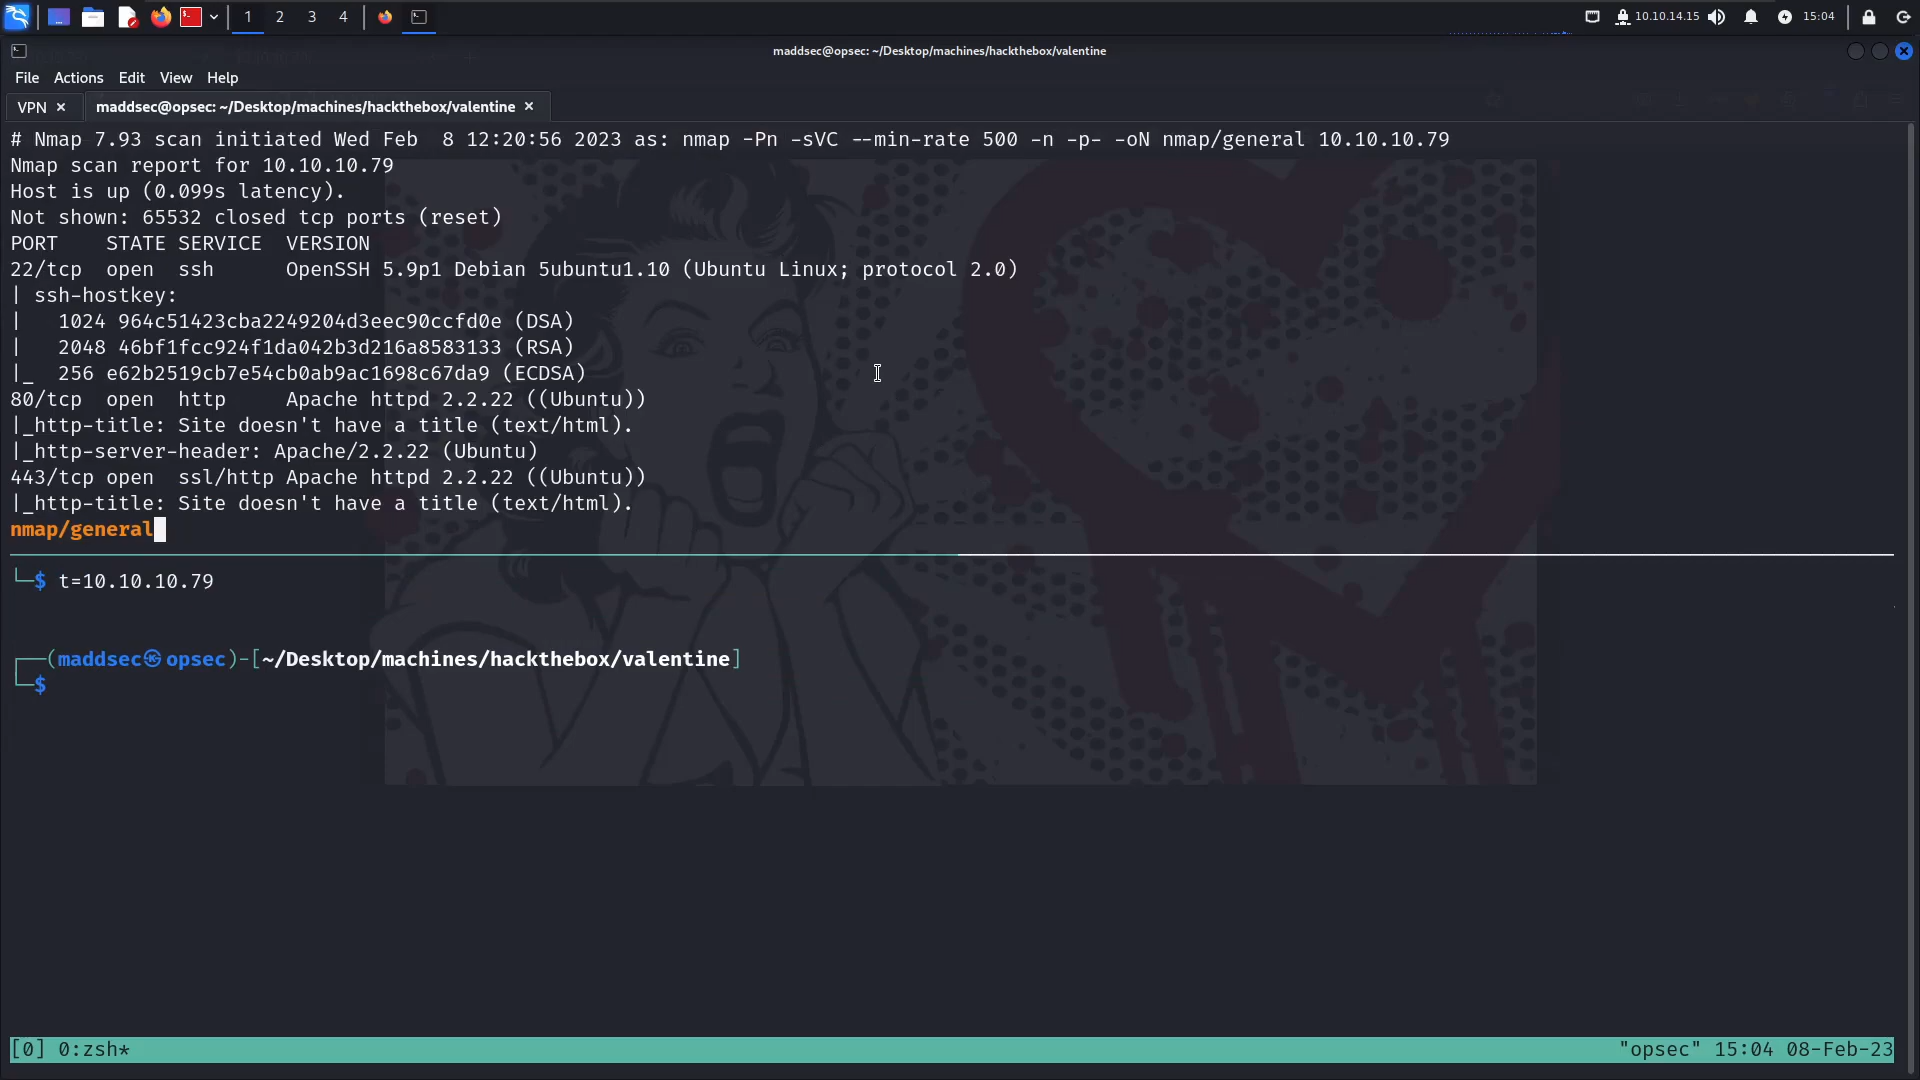 1 2 3 4 10.10.14.15 15:04
maddsec@opsec: ~/Desktop/machines/hackthebox/valentine
File Actions Edit View Help
VPN × maddsec@opsec: ~/Desktop/machines/hackthebox/valentine ×
# Nmap 7.93 scan initiated Wed Feb  8 12:20:56 2023 as: nmap -Pn -sVC --min-rate 500 -n -p- -oN nmap/general 10.10.10.79
Nmap scan report for 10.10.10.79
Host is up (0.099s latency).
Not shown: 65532 closed tcp ports (reset)
PORT    STATE SERVICE  VERSION
22/tcp  open  ssh      OpenSSH 5.9p1 Debian 5ubuntu1.10 (Ubuntu Linux; protocol 2.0)
| ssh-hostkey:
|   1024 964c51423cba2249204d3eec90ccfd0e (DSA)
|   2048 46bf1fcc924f1da042b3d216a8583133 (RSA)
|_  256 e62b2519cb7e54cb0ab9ac1698c67da9 (ECDSA)
80/tcp  open  http     Apache httpd 2.2.22 ((Ubuntu))
|_http-title: Site doesn't have a title (text/html).
|_http-server-header: Apache/2.2.22 (Ubuntu)
443/tcp open  ssl/http Apache httpd 2.2.22 ((Ubuntu))
|_http-title: Site doesn't have a title (text/html).
nmap/general
└─$ t=10.10.10.79
┌──(maddsec㉿opsec)-[~/Desktop/machines/hackthebox/valentine]
└─$
[0] 0:zsh* "opsec" 15:04 08-Feb-23